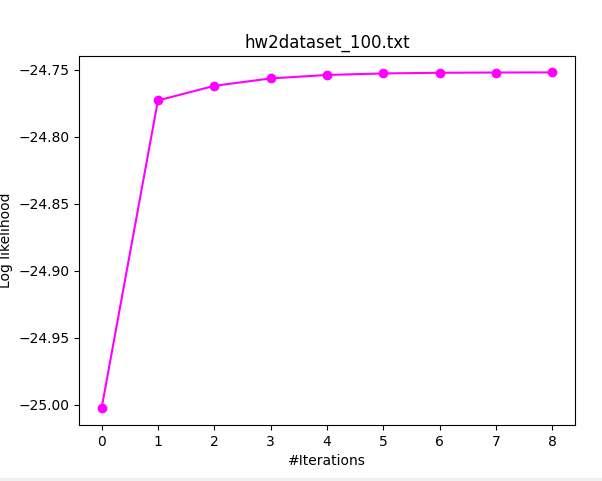 hw2dataset_100.txt
−24.75
−24.80
−24.85
−24.90
−24.95
−25.00
Log likelihood
0 1 2 3 4 5 6 7 8
#Iterations